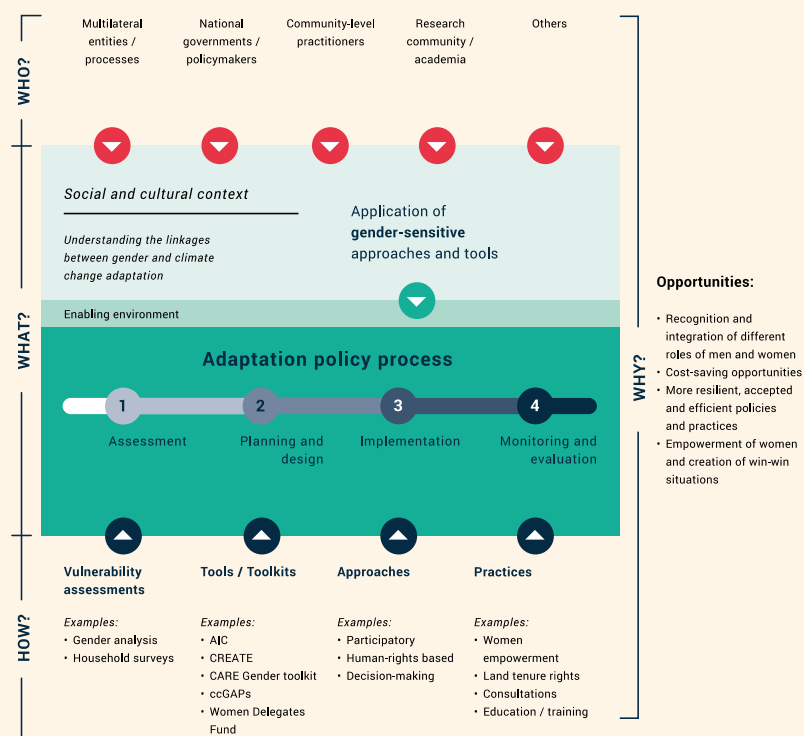 WHO?
Multilateral
entities /
processes
National
governments /
policymakers
Community-level
practitioners
Research
community /
academia
Others
WHAT?
Social and cultural context
Understanding the linkages
between gender and climate
change adaptation
Application of
gender-sensitive
approaches and tools
Enabling environment
Adaptation policy process
1
2
3
4
Assessment
Planning and
design
Implementation
Monitoring and
evaluation
HOW?
Vulnerability
assessments
Examples:
• Gender analysis
• Household surveys
Tools / Toolkits
Examples:
• AIC
• CREATE
• CARE Gender toolkit
• ccGAPs
• Women Delegates
Fund
Approaches
Examples:
• Participatory
• Human-rights based
• Decision-making
Practices
Examples:
• Women
empowerment
• Land tenure rights
• Consultations
• Education / training
WHY?
Opportunities:
• Recognition and
integration of different
roles of men and women
• Cost-saving opportunities
• More resilient, accepted
and efficient policies
and practices
• Empowerment of women
and creation of win-win
situations